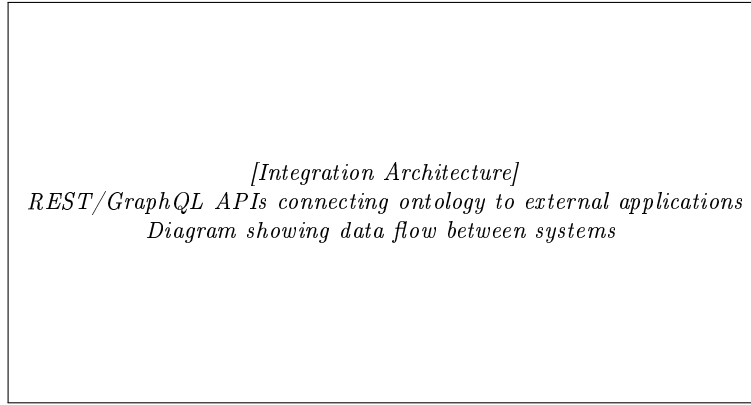 [Integration Architecture]
REST/GraphQL APIs connecting ontology to external applications
Diagram showing data flow between systems